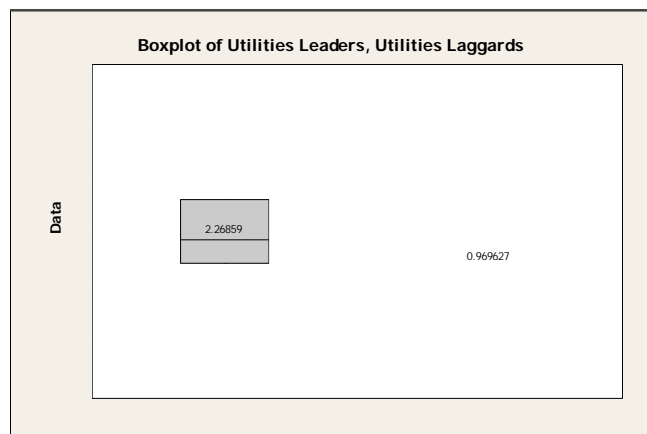 Boxplot of Utilities Leaders, Utilities Laggards
Data
2.26859
0.969627